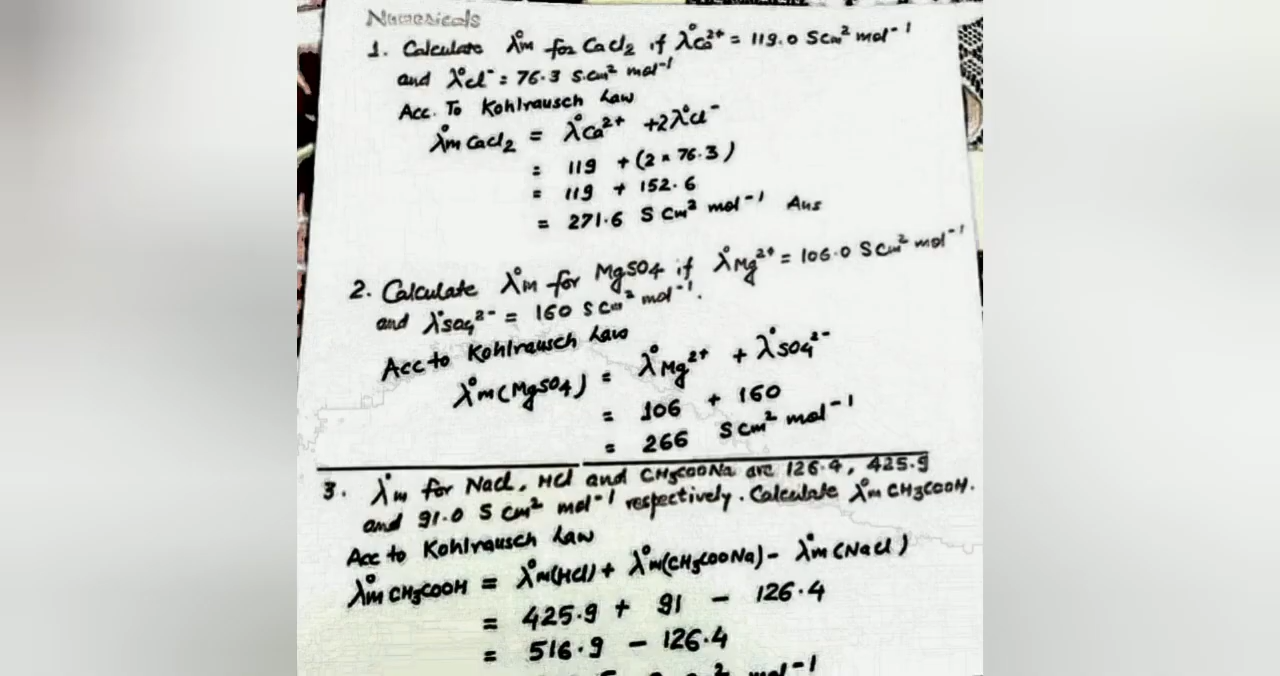 Numericals
1. Calculate λ°m for CaCl2 if λ°Ca2+ = 119.0 Scm2 mol-1
and λ°Cl- = 76.3 S.cm2 mol-1
Acc. To Kohlrausch Law
λ°m CaCl2 = λ°Ca2+ + 2λ°Cl-
= 119 + (2 x 76.3)
= 119 + 152.6
= 271.6 S cm2 mol-1 Ans
2. Calculate λ°m for MgSO4 if λ°Mg2+ = 106.0 Scm2 mol-1
and λ°SO42- = 160 S cm2 mol-1.
Acc to Kohlrausch Law
λ°m(MgSO4) = λ°Mg2+ + λ°SO42-
= 106 + 160
= 266 Scm2 mol-1
3. λ°m for NaCl, HCl and CH3COONa are 126.4, 425.9
and 91.0 S cm2 mol-1 respectively. Calculate λ°m CH3COOH.
Acc to Kohlrausch Law
λ°m CH3COOH = λ°m(HCl) + λ°m(CH3COONa) - λ°m(NaCl)
= 425.9 + 91 - 126.4
= 516.9 - 126.4
mol-1